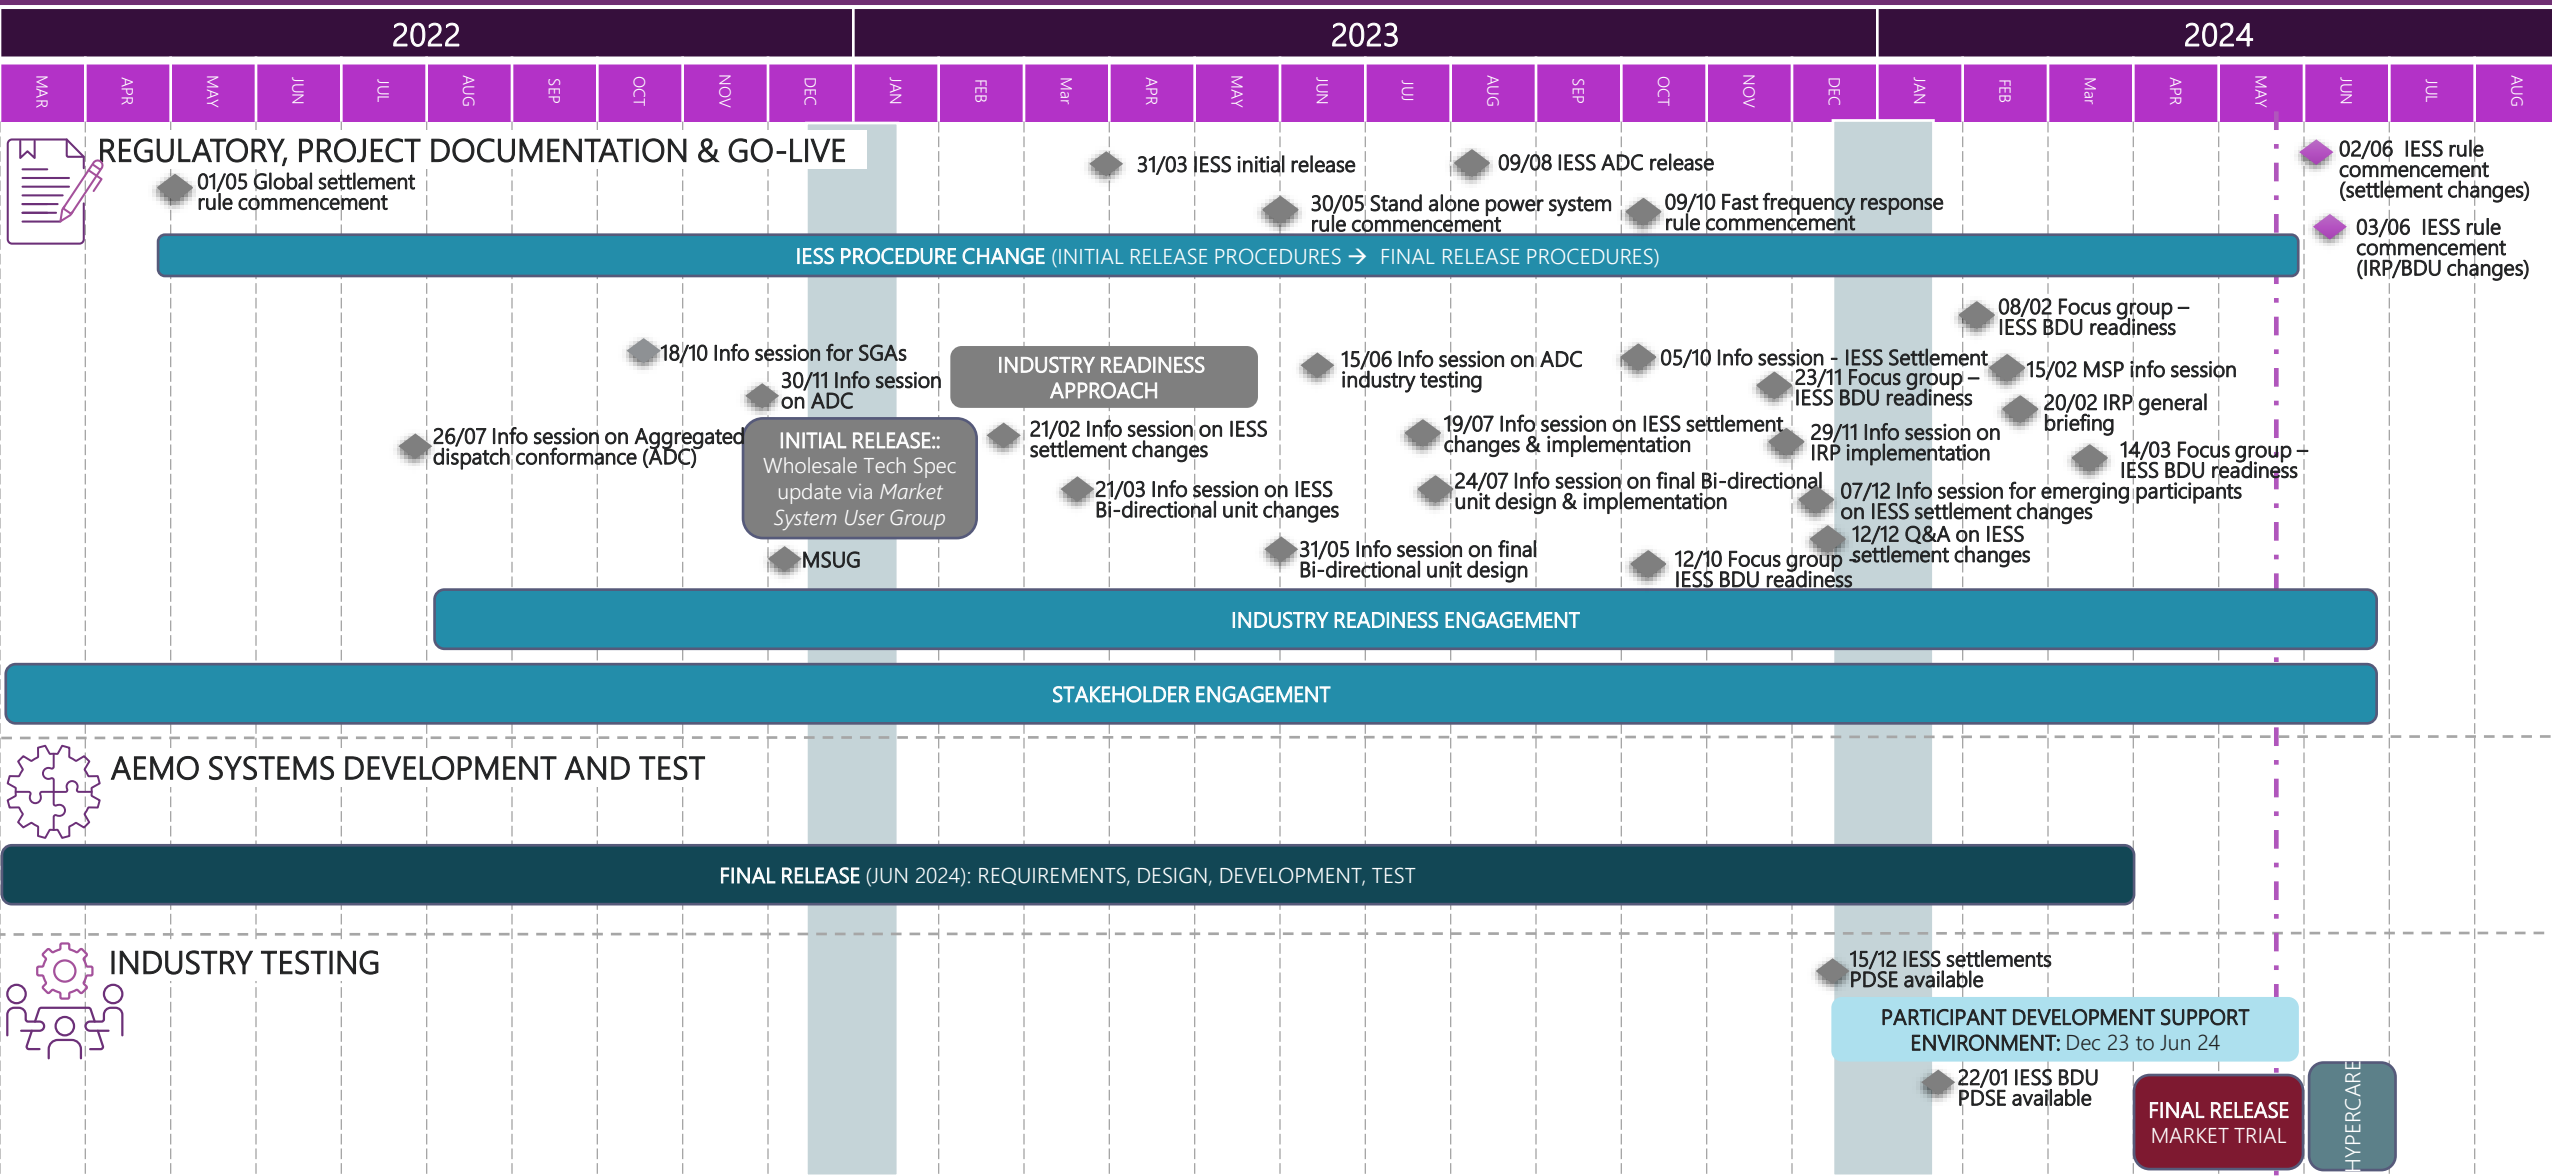 2022
2023
2024
MAR
APR
MAY
JUN
JUL
AUG
SEP
OCT
NOV
DEC
JAN
FEB
Mar
APR
MAY
JUN
JUJ
AUG
SEP
OCT
NOV
DEC
JAN
FEB
Mar
APR
MAY
JUN
JUL
AUG
REGULATORY, PROJECT DOCUMENTATION & GO-LIVE
01/05 Global settlement
rule commencement
31/03 IESS initial release
09/08 IESS ADC release
30/05 Stand alone power system
rule commencement
09/10 Fast frequency response
rule commencement
02/06 IESS rule
commencement
(settlement changes)
03/06 IESS rule
commencement
(IRP/BDU changes)
IESS PROCEDURE CHANGE (INITIAL RELEASE PROCEDURES → FINAL RELEASE PROCEDURES)
08/02 Focus group –
IESS BDU readiness
18/10 Info session for SGAs
30/11 Info session
on ADC
INDUSTRY READINESS
APPROACH
15/06 Info session on ADC
industry testing
05/10 Info session - IESS Settlement
23/11 Focus group –
IESS BDU readiness
15/02 MSP info session
20/02 IRP general
briefing
26/07 Info session on Aggregated
dispatch conformance (ADC)
INITIAL RELEASE::
Wholesale Tech Spec
update via Market
System User Group
21/02 Info session on IESS
settlement changes
19/07 Info session on IESS settlement
changes & implementation
29/11 Info session on
IRP implementation
14/03 Focus group –
IESS BDU readiness
21/03 Info session on IESS
Bi-directional unit changes
24/07 Info session on final Bi-directional
unit design & implementation
07/12 Info session for emerging participants
on IESS settlement changes
12/12 Q&A on IESS
settlement changes
MSUG
31/05 Info session on final
Bi-directional unit design
12/10 Focus group –
IESS BDU readiness
INDUSTRY READINESS ENGAGEMENT
STAKEHOLDER ENGAGEMENT
AEMO SYSTEMS DEVELOPMENT AND TEST
FINAL RELEASE (JUN 2024): REQUIREMENTS, DESIGN, DEVELOPMENT, TEST
INDUSTRY TESTING
15/12 IESS settlements
PDSE available
PARTICIPANT DEVELOPMENT SUPPORT
ENVIRONMENT: Dec 23 to Jun 24
22/01 IESS BDU
PDSE available
FINAL RELEASE
MARKET TRIAL
HYPERCARE